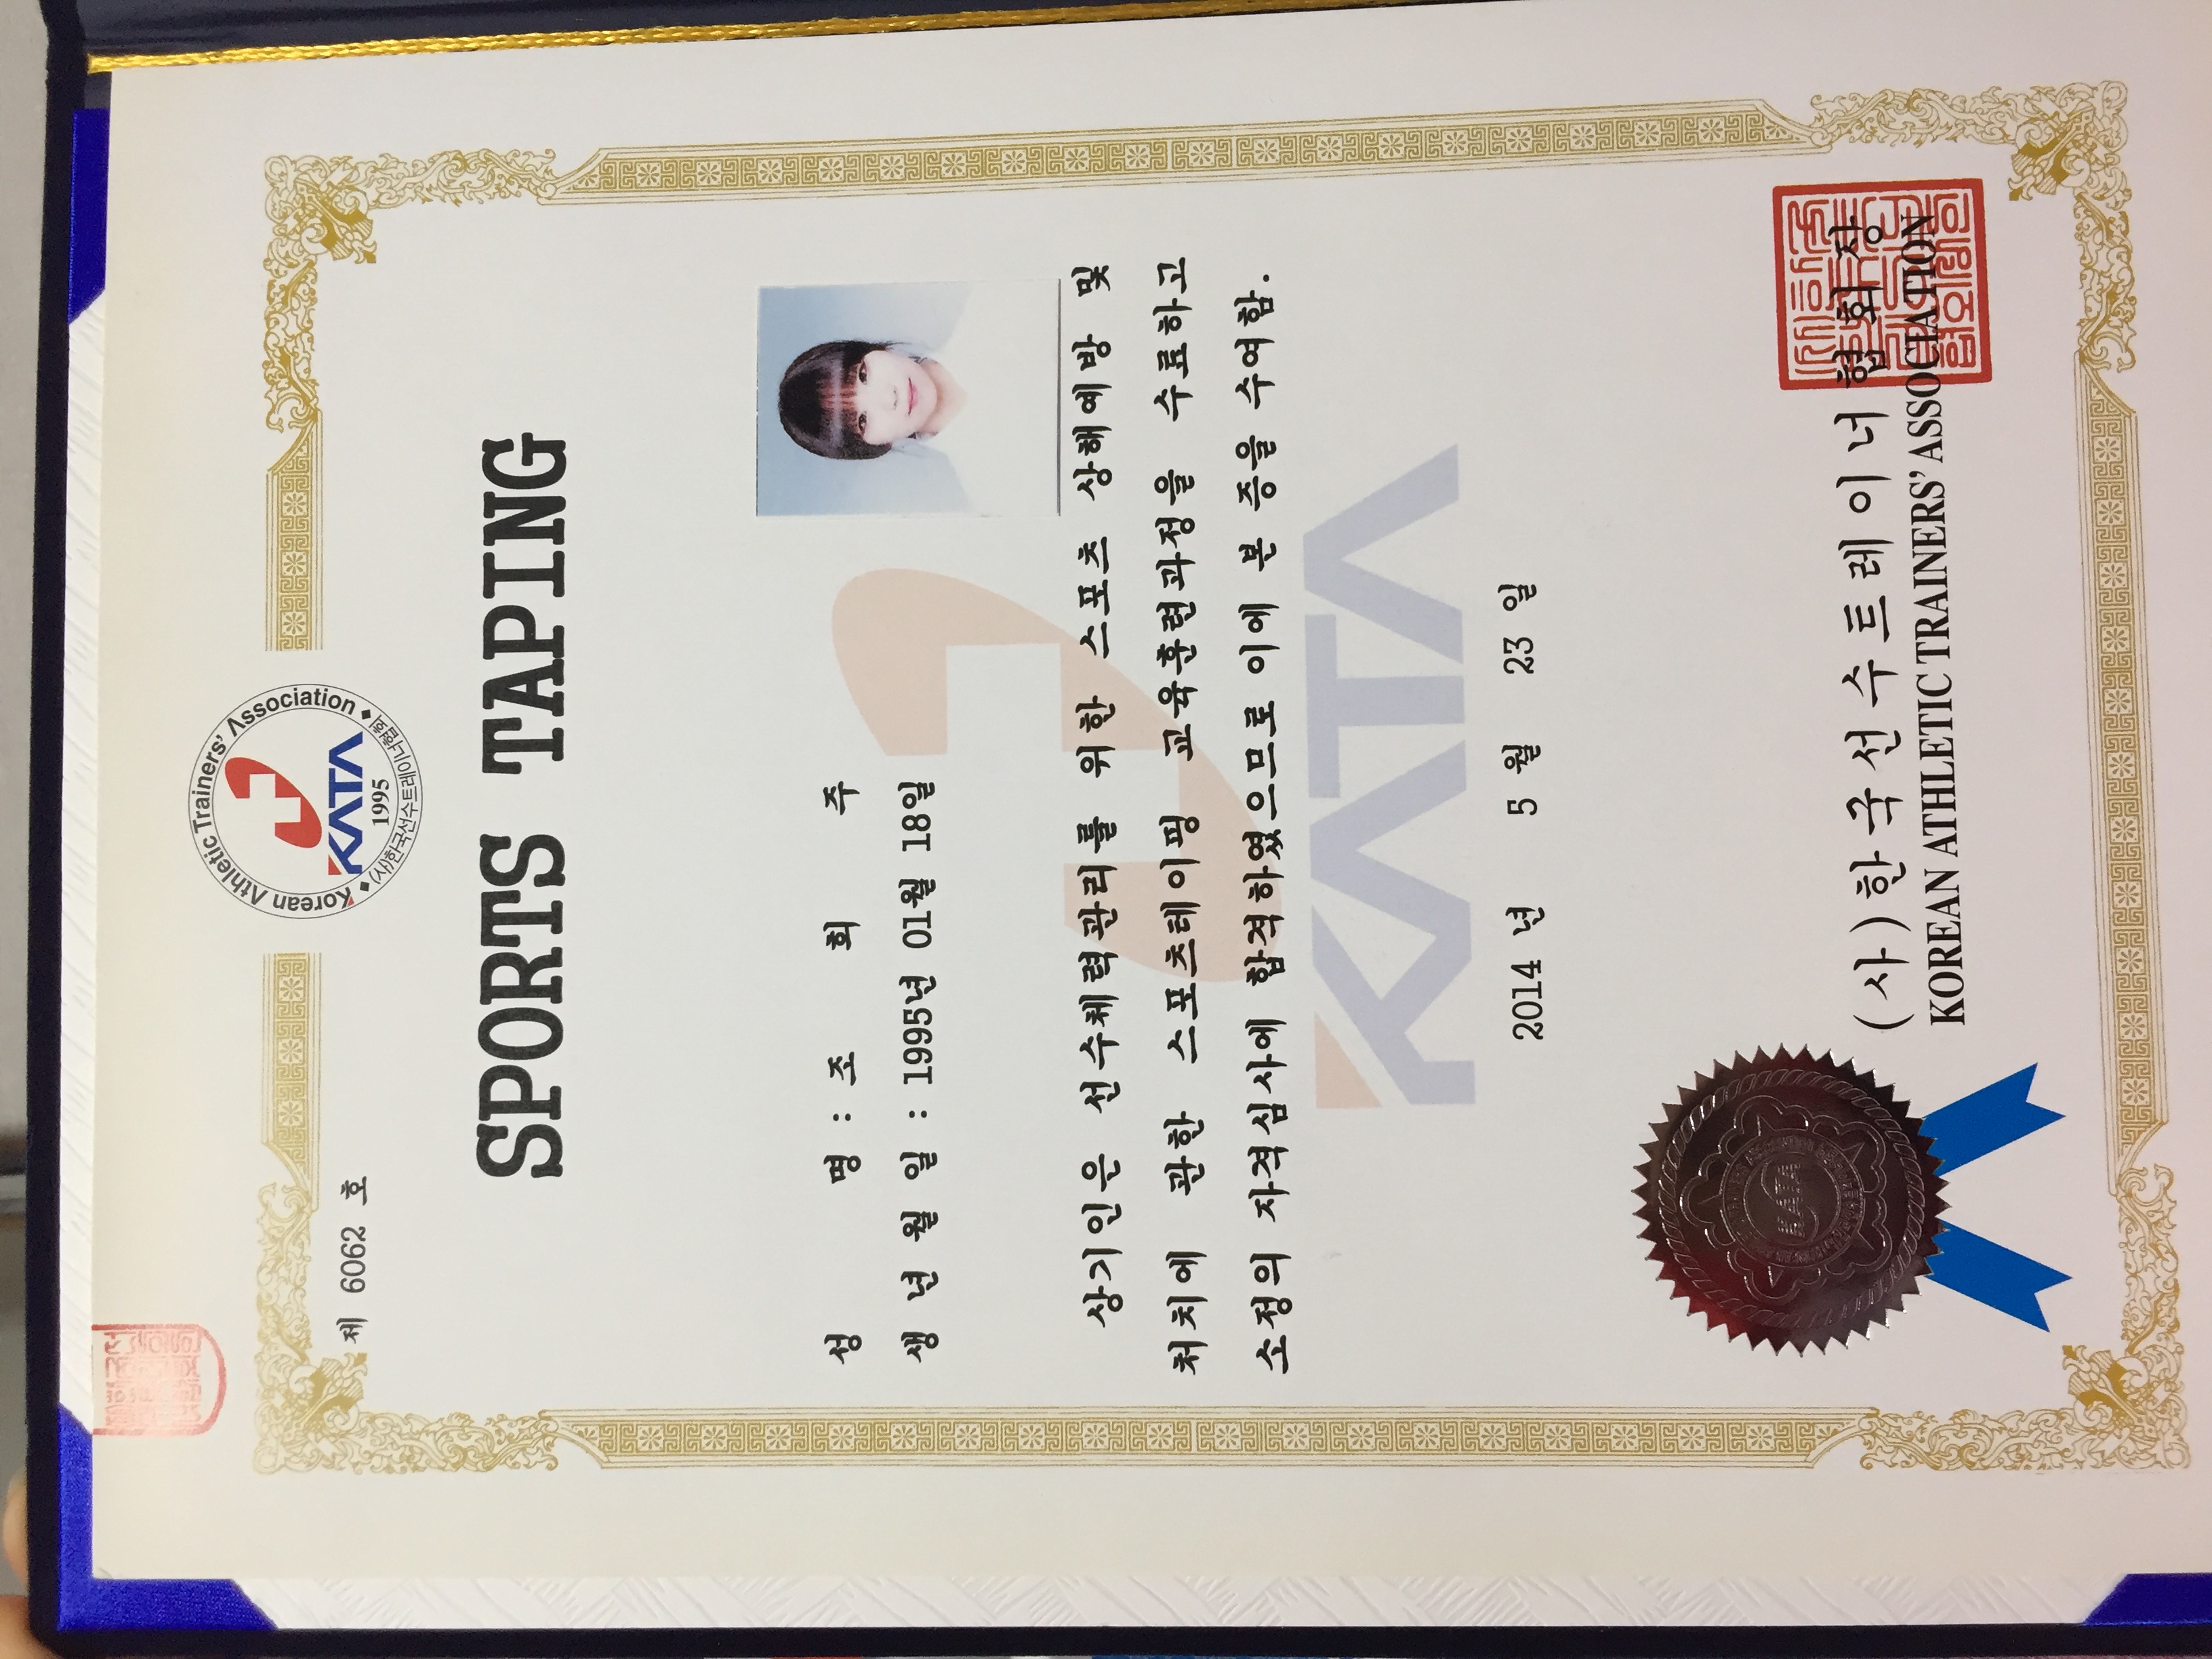 Korean Athletic Trainers' Association
KATA
1995
(사)한국선수트레이너협회
제 6062 호
SPORTS TAPING
성 명 : 조 희 주
생 년 월 일 : 1995년 01월 18일
상기인은 선수체력관리를 위한 스포츠 상해예방 및
처치에 관한 스포츠테이핑 교육훈련과정을 수료하고
소정의 자격심사에 합격하였으므로 이에 본 증을 수여함.
KATA
2014 년 5 월 23 일
(사)한국선수트레이너협회장
KOREAN ATHLETIC TRAINERS' ASSOCIATION